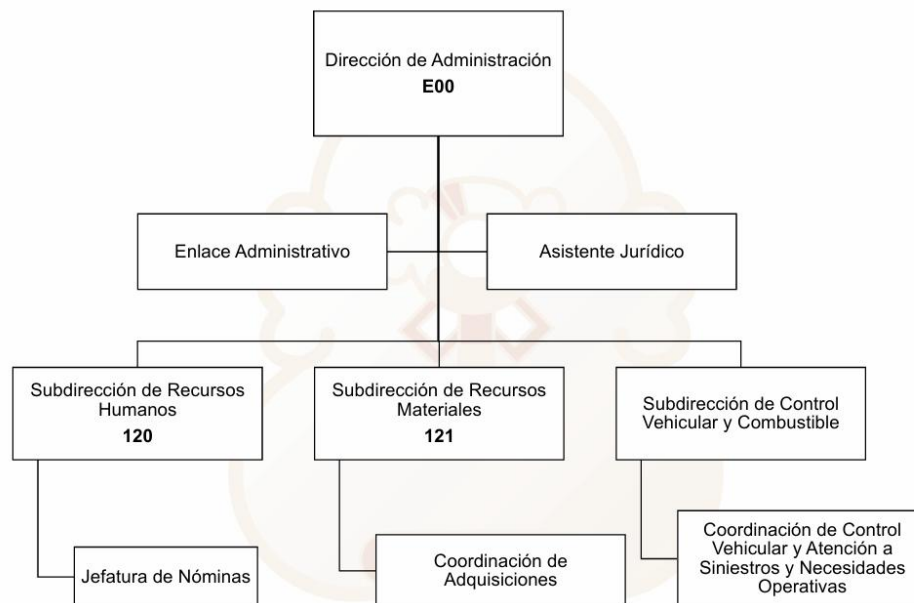 Dirección de Administración
E00
Enlace Administrativo
Asistente Jurídico
Subdirección de Recursos
Humanos
120
Subdirección de Recursos
Materiales
121
Subdirección de Control
Vehicular y Combustible
Jefatura de Nóminas
Coordinación de
Adquisiciones
Coordinación de Control
Vehicular y Atención a
Siniestros y Necesidades
Operativas